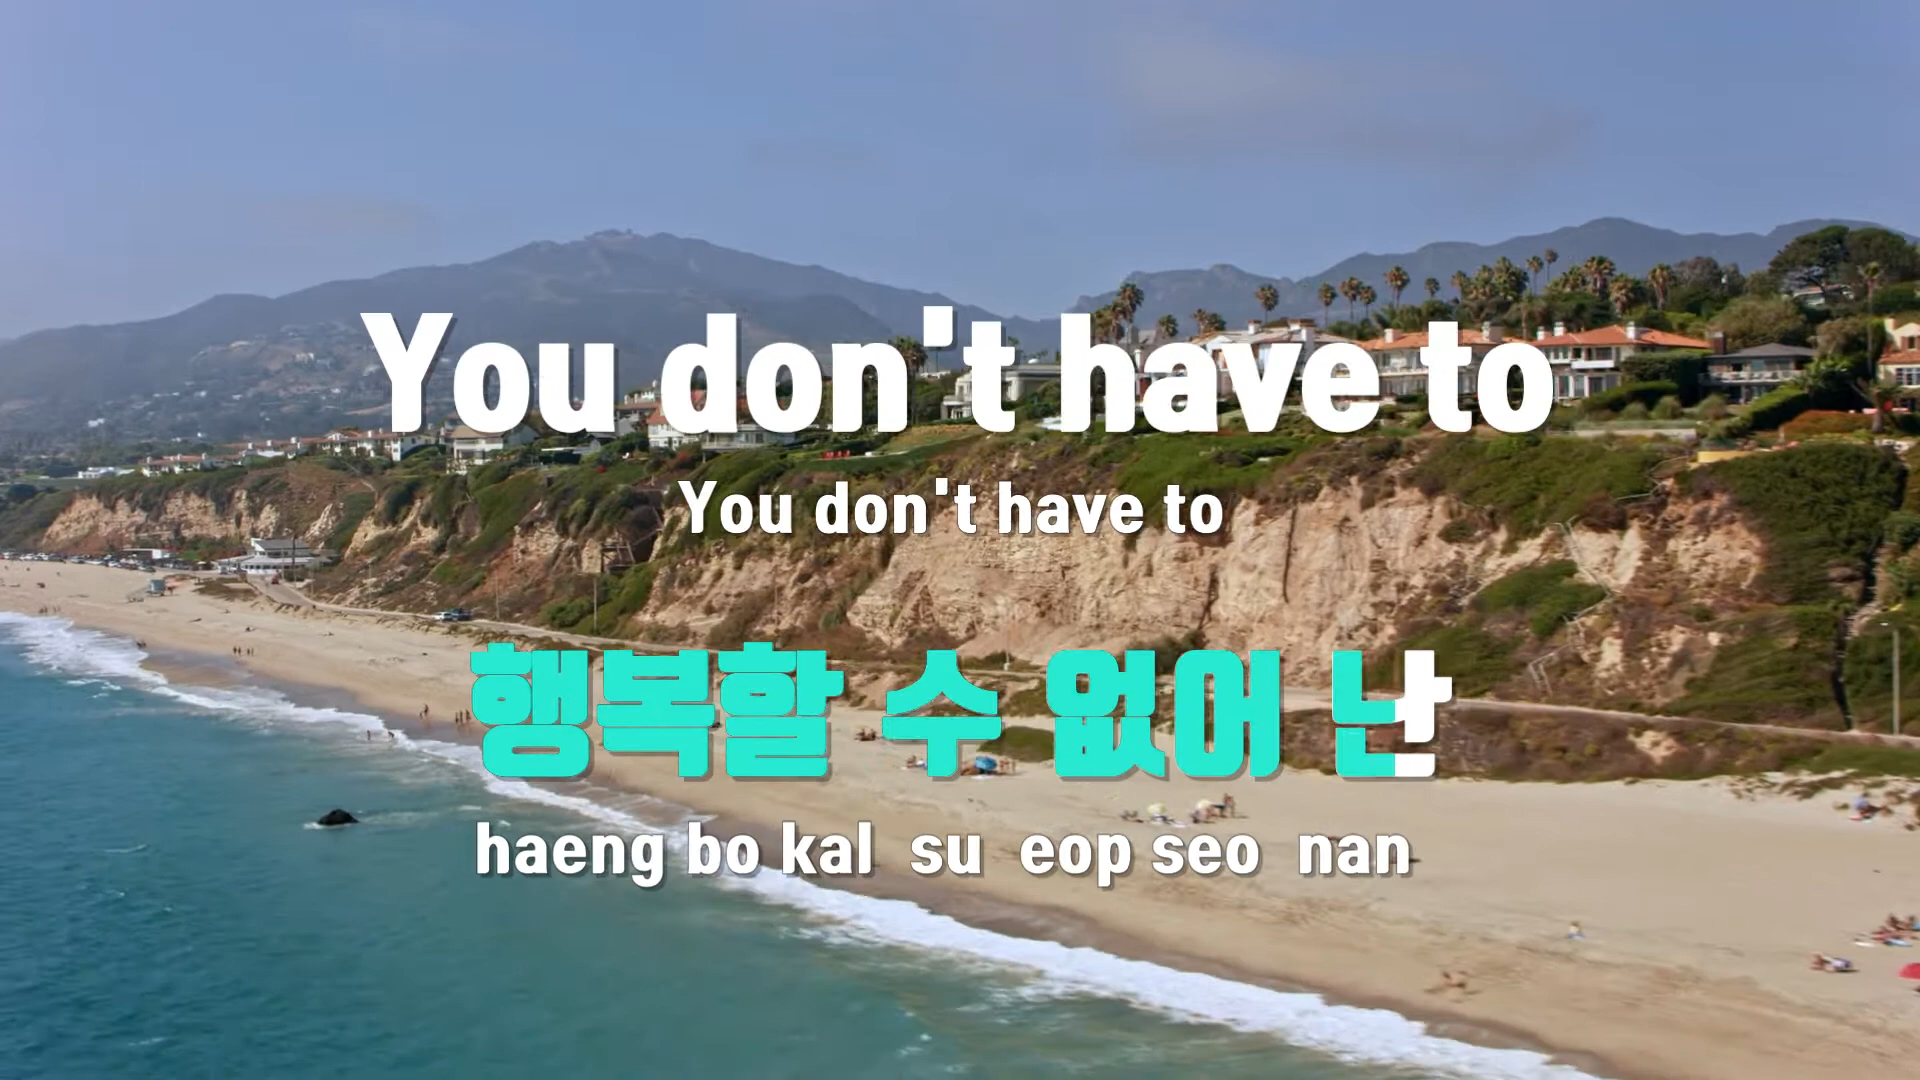 You don't have to
You don't have to
행복할 수 없어 난
haeng bo kal su eop seo nan